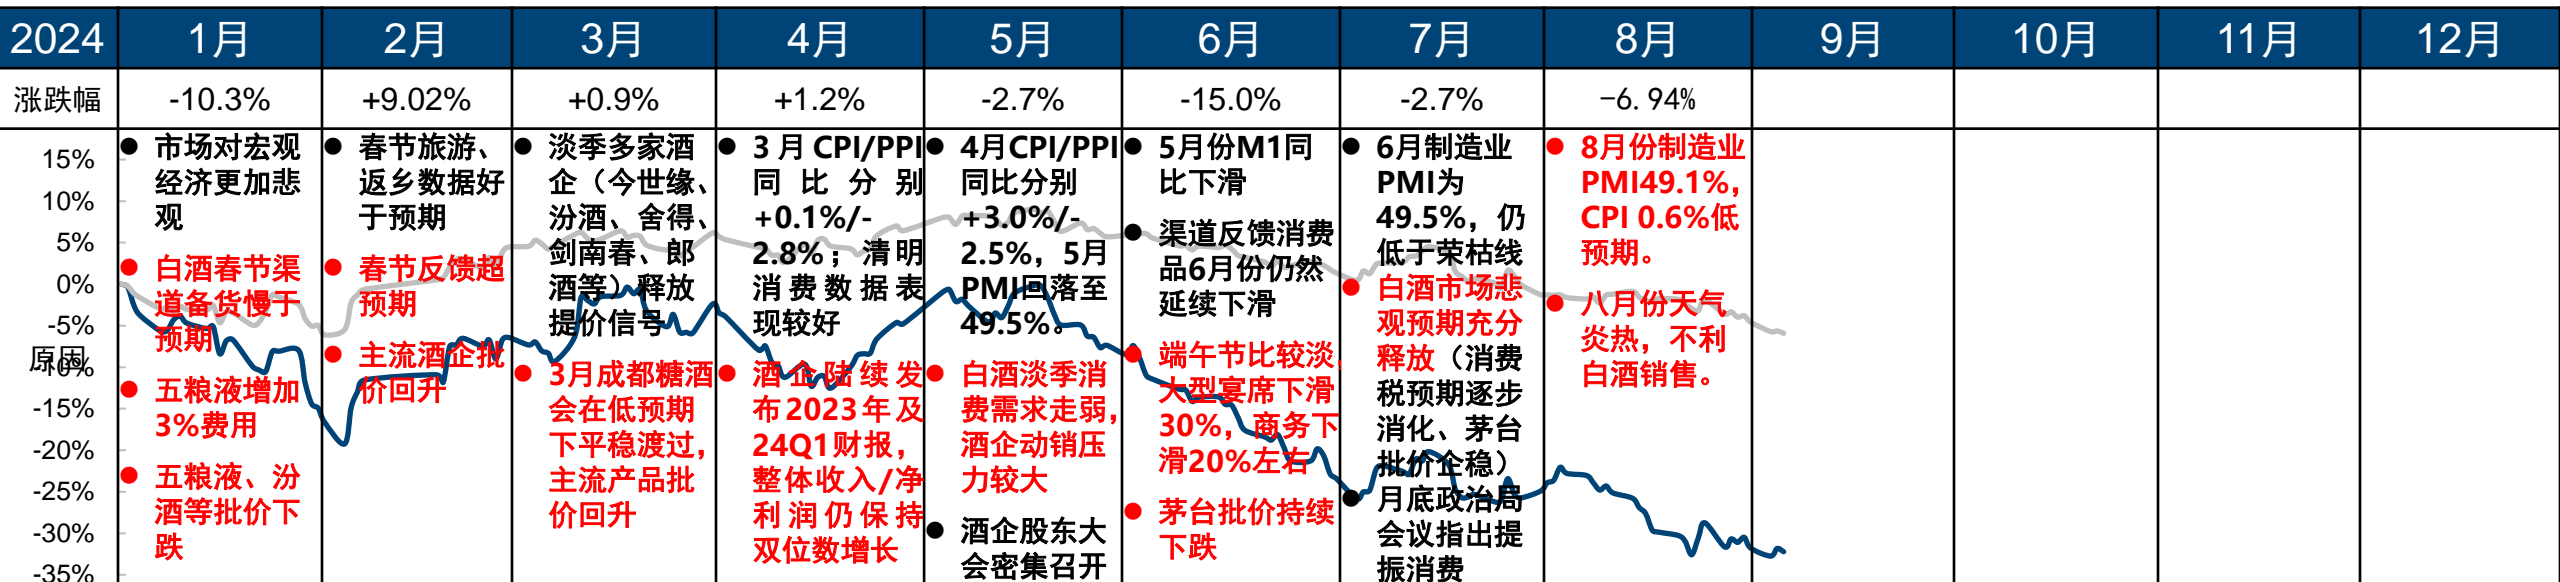 2024 1月 2月 3月 4月 5月 6月 7月 8月 9月 10月 11月 12月
涨跌幅 -10.3% +9.02% +0.9% +1.2% -2.7% -15.0% -2.7% -6.94%
原因
15%
10%
5%
0%
-5%
-10%
-15%
-20%
-25%
-30%
-35%
● 市场对宏观
经济更加悲
观
● 白酒春节渠
道备货慢于
预期
● 五粮液增加
3%费用
● 五粮液、汾
酒等批价下
跌
● 春节旅游、
返乡数据好
于预期
● 春节反馈超
预期
● 主流酒企批
价回升
● 淡季多家酒
企（今世缘、
汾酒、舍得、
剑南春、郎
酒等）释放
提价信号
● 3月成都糖酒
会在低预期
下平稳渡过，
主流产品批
价回升
● 3月CPI/PPI
同比分别
+0.1%/-
2.8%；清明
消费数据表
现较好
● 酒企陆续发
布2023年及
24Q1财报，
整体收入/净
利润仍保持
双位数增长
● 4月CPI/PPI
同比分别
+3.0%/-
2.5%，5月
PMI回落至
49.5%。
● 白酒淡季消
费需求走弱，
酒企动销压
力较大
● 酒企股东大
会密集召开
● 5月份M1同
比下滑
● 渠道反馈消费
品6月份仍然
延续下滑
● 端午节比较淡，
大型宴席下滑
30%，商务下
滑20%左右
● 茅台批价持续
下跌
● 6月制造业
PMI为
49.5%，仍
低于荣枯线
● 白酒市场悲
观预期充分
释放（消费
税预期逐步
消化、茅台
批价企稳）
● 月底政治局
会议指出提
振消费
● 8月份制造业
PMI49.1%，
CPI 0.6%低
预期。
● 八月份天气
炎热，不利
白酒销售。